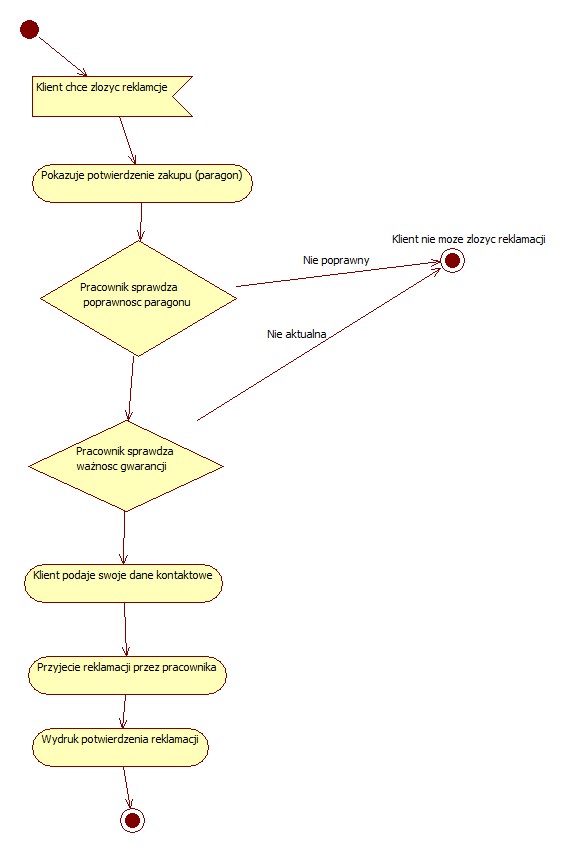 Klient chce zlozyc reklamcje
Pokazuje potwierdzenie zakupu (paragon)
Klient nie moze zlozyc reklamacji
Nie poprawny
Pracownik sprawdza
poprawnosc paragonu
Nie aktualna
Pracownik sprawdza
ważnosc gwarancji
Klient podaje swoje dane kontaktowe
Przyjecie reklamacji przez pracownika
Wydruk potwierdzenia reklamacji